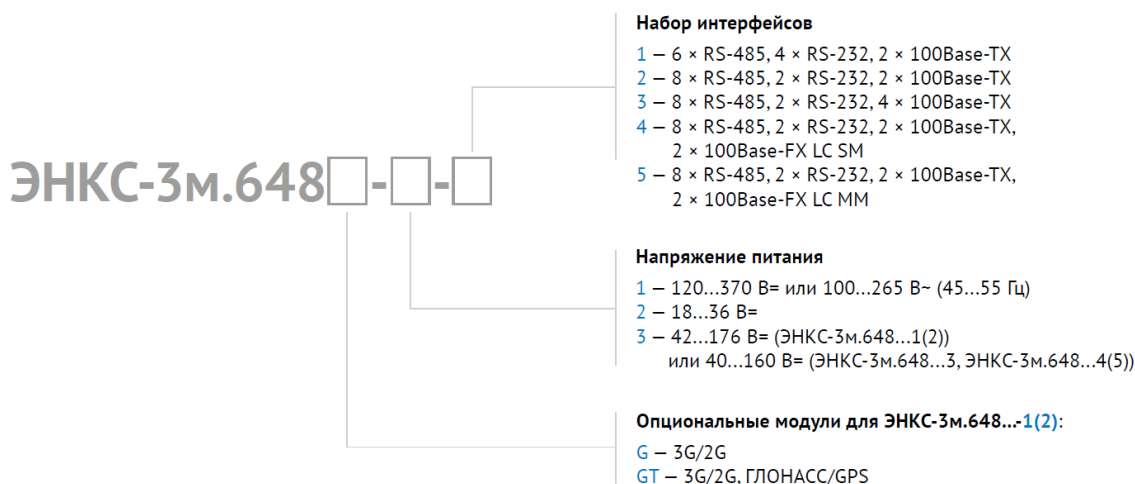 Набор интерфейсов
1 — 6 × RS-485, 4 × RS-232, 2 × 100Base-TX
2 — 8 × RS-485, 2 × RS-232, 2 × 100Base-TX
3 — 8 × RS-485, 2 × RS-232, 4 × 100Base-TX
4 — 8 × RS-485, 2 × RS-232, 2 × 100Base-TX,
2 × 100Base-FX LC SM
5 — 8 × RS-485, 2 × RS-232, 2 × 100Base-TX,
2 × 100Base-FX LC MM
ЭНКС-3м.648□-□-□
Напряжение питания
1 — 120...370 В= или 100...265 В~ (45...55 Гц)
2 — 18...36 В=
3 — 42...176 В= (ЭНКС-3м.648...1(2))
или 40...160 В= (ЭНКС-3м.648...3, ЭНКС-3м.648...4(5))
Опциональные модули для ЭНКС-3м.648...-1(2):
G — 3G/2G
GT — 3G/2G, ГЛОНАСС/GPS